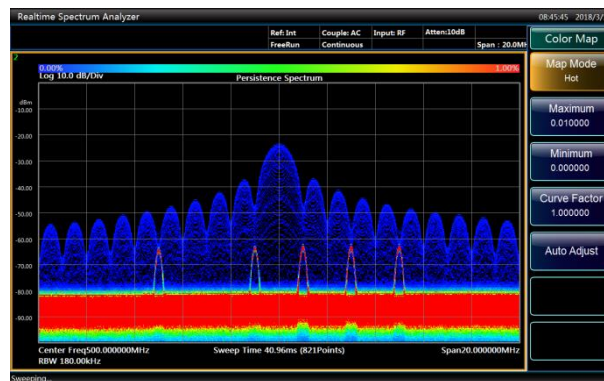 Realtime Spectrum Analyzer
08:45:45 2018/3/
Ref: Int Couple: AC Input: RF Atten:10dB
FreeRun Continuous Span : 20.0MH
Color Map
2
0.00% 1.00%
Log 10.0 dB/Div Persistence Spectrum
Map Mode
Hot
dBm
-10.00
Maximum
0.010000
-20.00
-30.00
Minimum
0.000000
-40.00
-50.00
Curve Factor
1.000000
-60.00
Auto Adjust
-70.00
-80.00
-90.00
Center Freq500.000000MHz Sweep Time 40.96ms (821Points) Span20.000000MHz
RBW 180.00kHz
Sweeping...